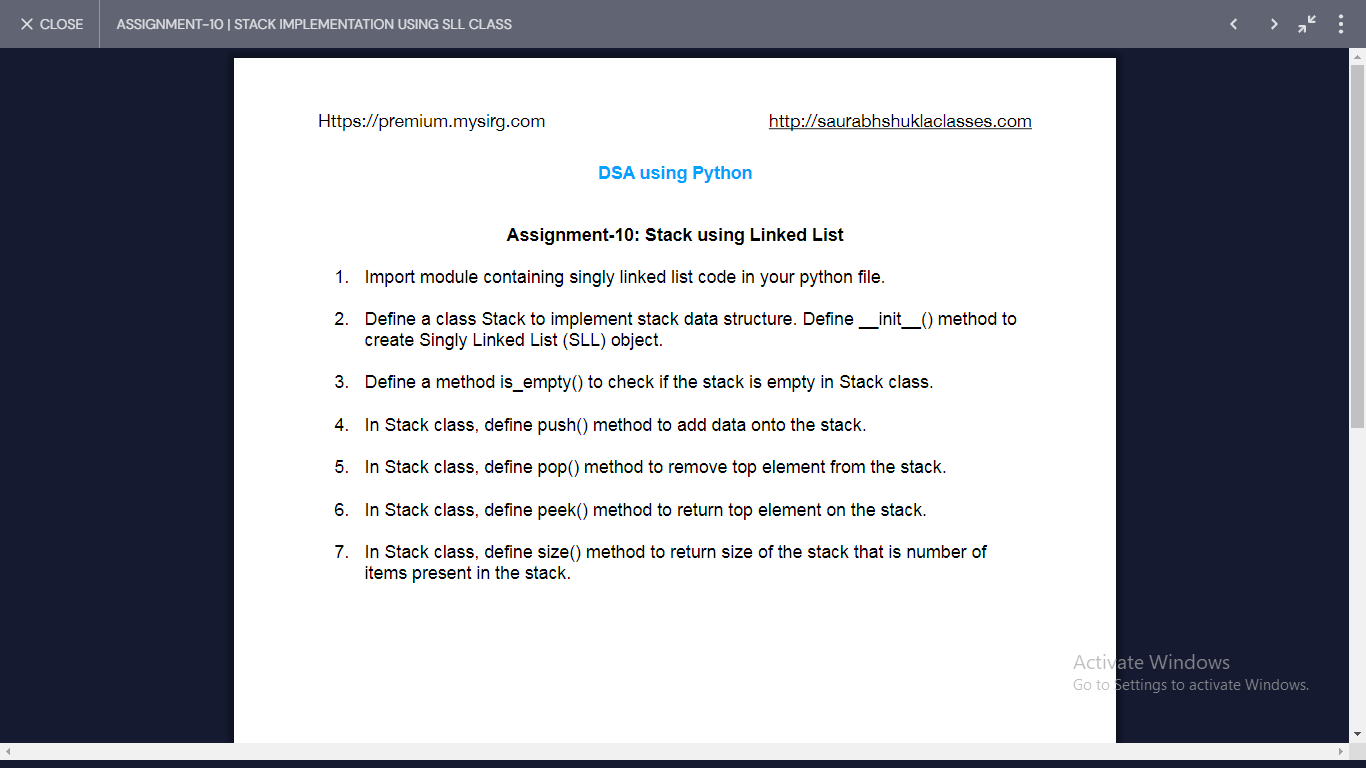 CLOSE
ASSIGNMENT-10 | STACK IMPLEMENTATION USING SLL CLASS
Https://premium.mysirg.com
http://saurabhshuklaclasses.com
DSA using Python
Assignment-10: Stack using Linked List
1. Import module containing singly linked list code in your python file.
2. Define a class Stack to implement stack data structure. Define __init__() method to
create Singly Linked List (SLL) object.
3. Define a method is_empty() to check if the stack is empty in Stack class.
4. In Stack class, define push() method to add data onto the stack.
5. In Stack class, define pop() method to remove top element from the stack.
6. In Stack class, define peek() method to return top element on the stack.
7. In Stack class, define size() method to return size of the stack that is number of
items present in the stack.
Activate Windows
Go to Settings to activate Windows.